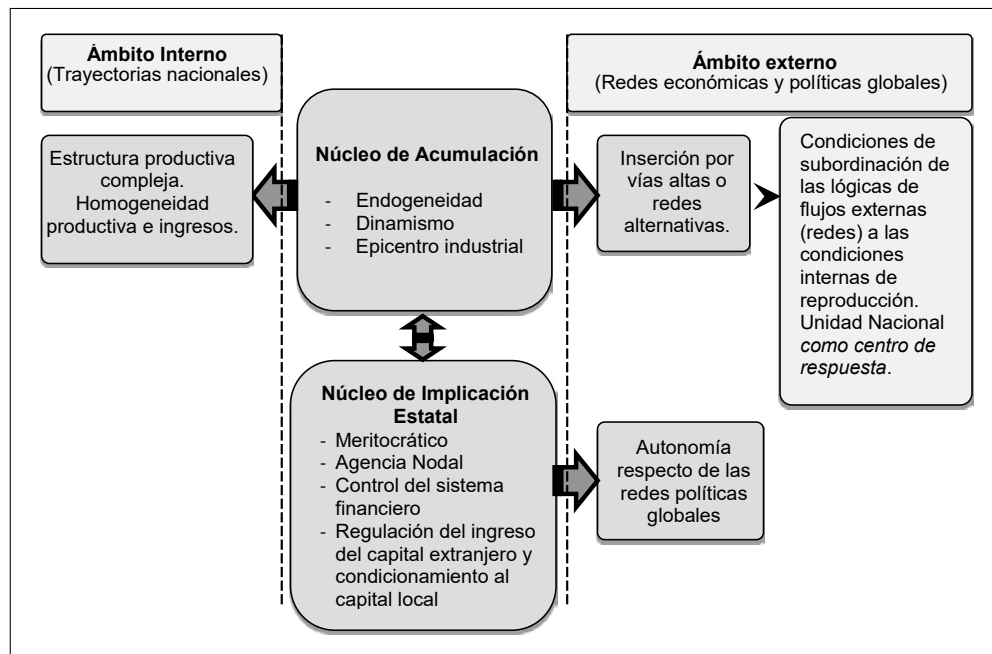 Ámbito Interno
(Trayectorias nacionales)
Ámbito externo
(Redes económicas y políticas globales)
Estructura productiva
compleja.
Homogeneidad
productiva e ingresos.
Núcleo de Acumulación
- Endogeneidad
- Dinamismo
- Epicentro industrial
Inserción por
vías altas o
redes
alternativas.
Condiciones de
subordinación de
las lógicas de
flujos externas
(redes) a las
condiciones
internas de
reproducción.
Unidad Nacional
como centro de
respuesta.
Núcleo de Implicación
Estatal
- Meritocrático
- Agencia Nodal
- Control del sistema
financiero
- Regulación del ingreso
del capital extranjero y
condicionamiento al
capital local
Autonomía
respecto de las
redes políticas
globales